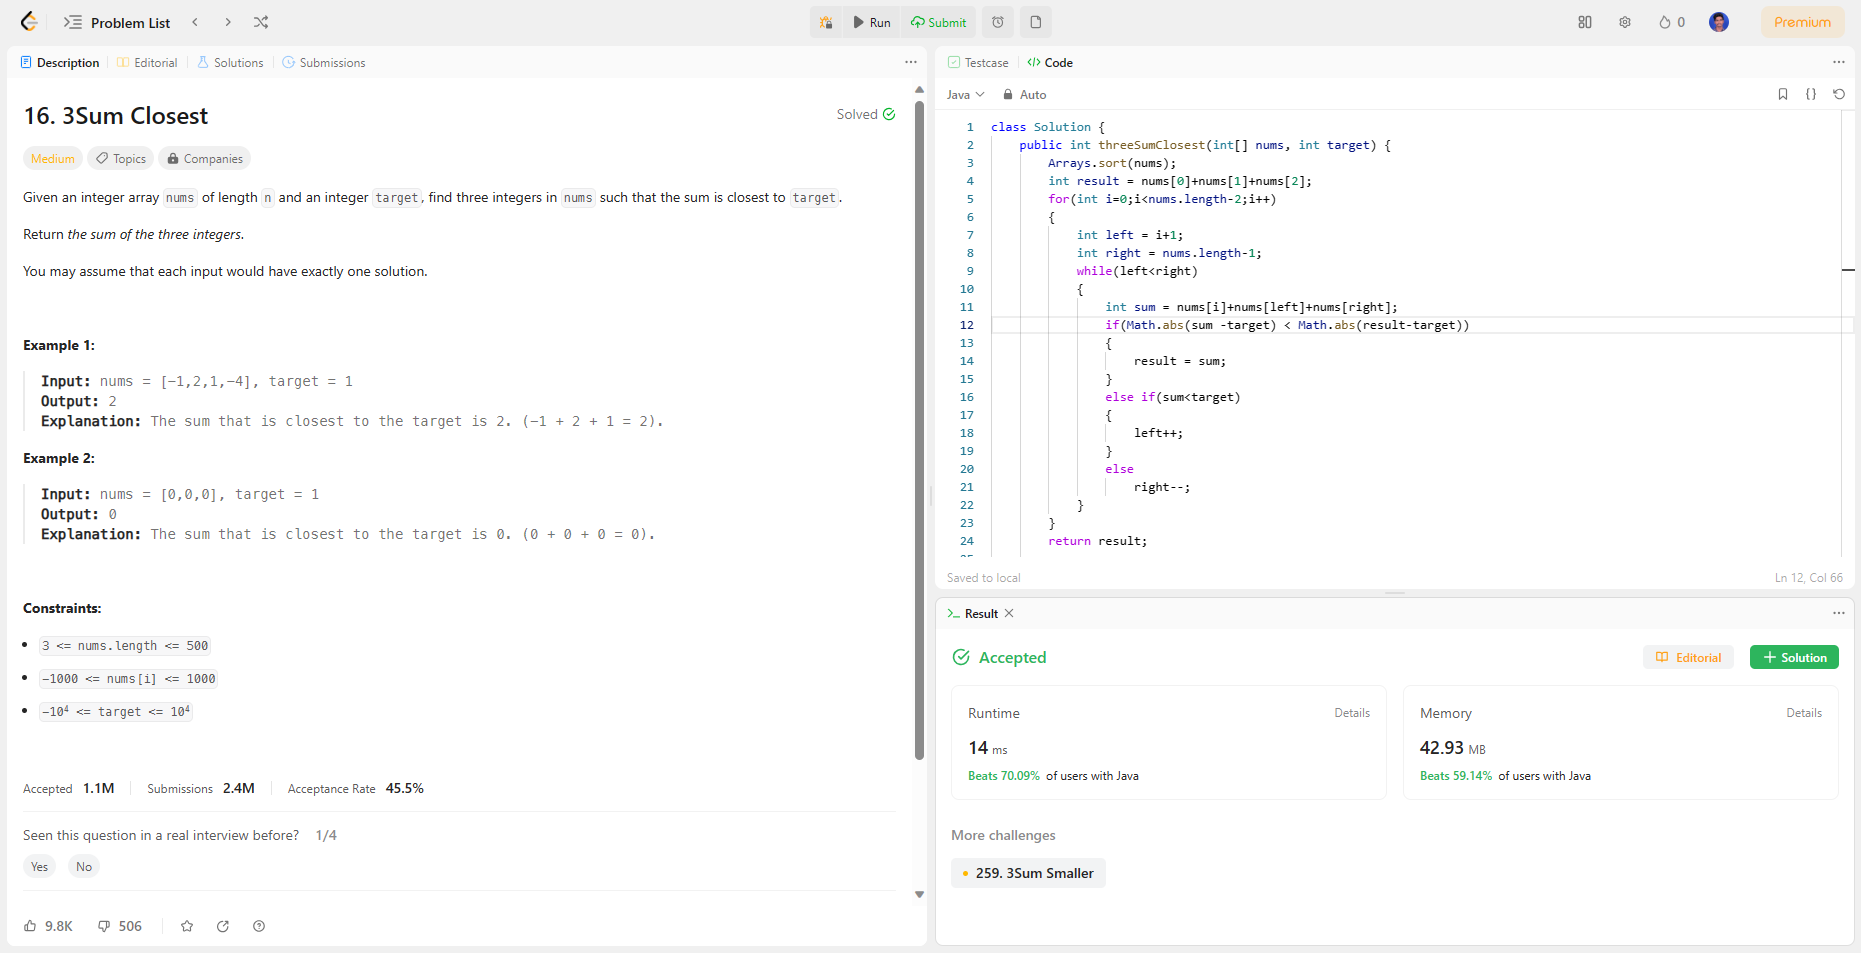 Problem List
Run
Submit
0
Premium
Description
Editorial
Solutions
Submissions
16. 3Sum Closest
Solved
Medium
Topics
Companies
Given an integer array nums of length n and an integer target, find three integers in nums such that the sum is closest to target.
Return the sum of the three integers.
You may assume that each input would have exactly one solution.
Example 1:
Input: nums = [-1,2,1,-4], target = 1
Output: 2
Explanation: The sum that is closest to the target is 2. (-1 + 2 + 1 = 2).
Example 2:
Input: nums = [0,0,0], target = 1
Output: 0
Explanation: The sum that is closest to the target is 0. (0 + 0 + 0 = 0).
Constraints:
3 <= nums.length <= 500
-1000 <= nums[i] <= 1000
-10⁴ <= target <= 10⁴
Accepted 1.1M
Submissions 2.4M
Acceptance Rate 45.5%
Seen this question in a real interview before? 1/4
Yes
No
9.8K
506
Testcase
Code
Java
Auto
1 class Solution {
2 public int threeSumClosest(int[] nums, int target) {
3 Arrays.sort(nums);
4 int result = nums[0]+nums[1]+nums[2];
5 for(int i=0;i<nums.length-2;i++)
6 {
7 int left = i+1;
8 int right = nums.length-1;
9 while(left<right)
10 {
11 int sum = nums[i]+nums[left]+nums[right];
12 if(Math.abs(sum -target) < Math.abs(result-target))
13 {
14 result = sum;
15 }
16 else if(sum<target)
17 {
18 left++;
19 }
20 else
21 right--;
22 }
23 }
24 return result;
Saved to local
Ln 12, Col 66
Result
Accepted
Editorial
Solution
Runtime
Details
14 ms
Beats 70.09% of users with Java
Memory
Details
42.93 MB
Beats 59.14% of users with Java
More challenges
259. 3Sum Smaller